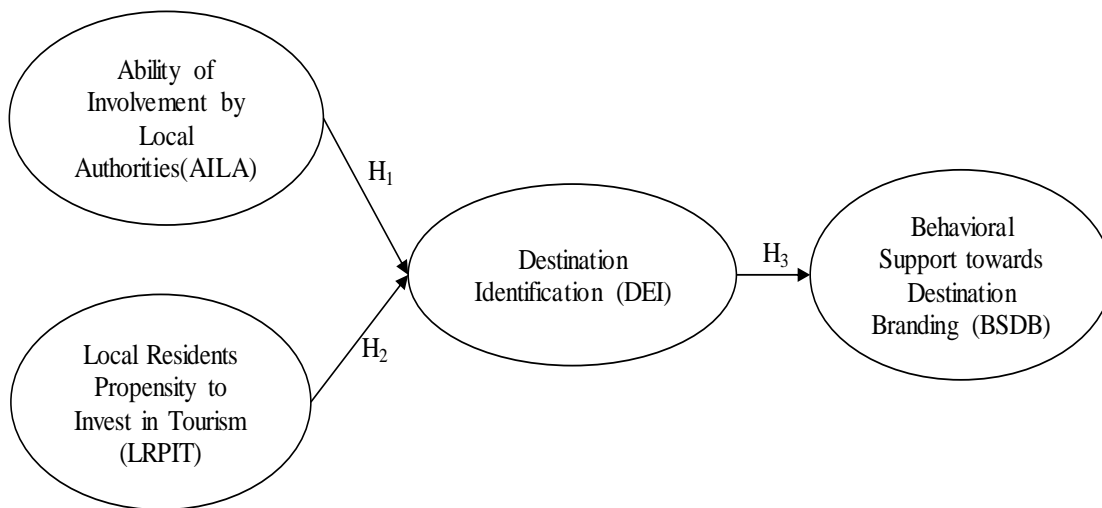 Ability of
Involvement by
Local
Authorities(AILA)
H1
Destination
Identification (DEI)
H3
Behavioral
Support towards
Destination
Branding (BSDB)
H2
Local Residents
Propensity to
Invest in Tourism
(LRPIT)